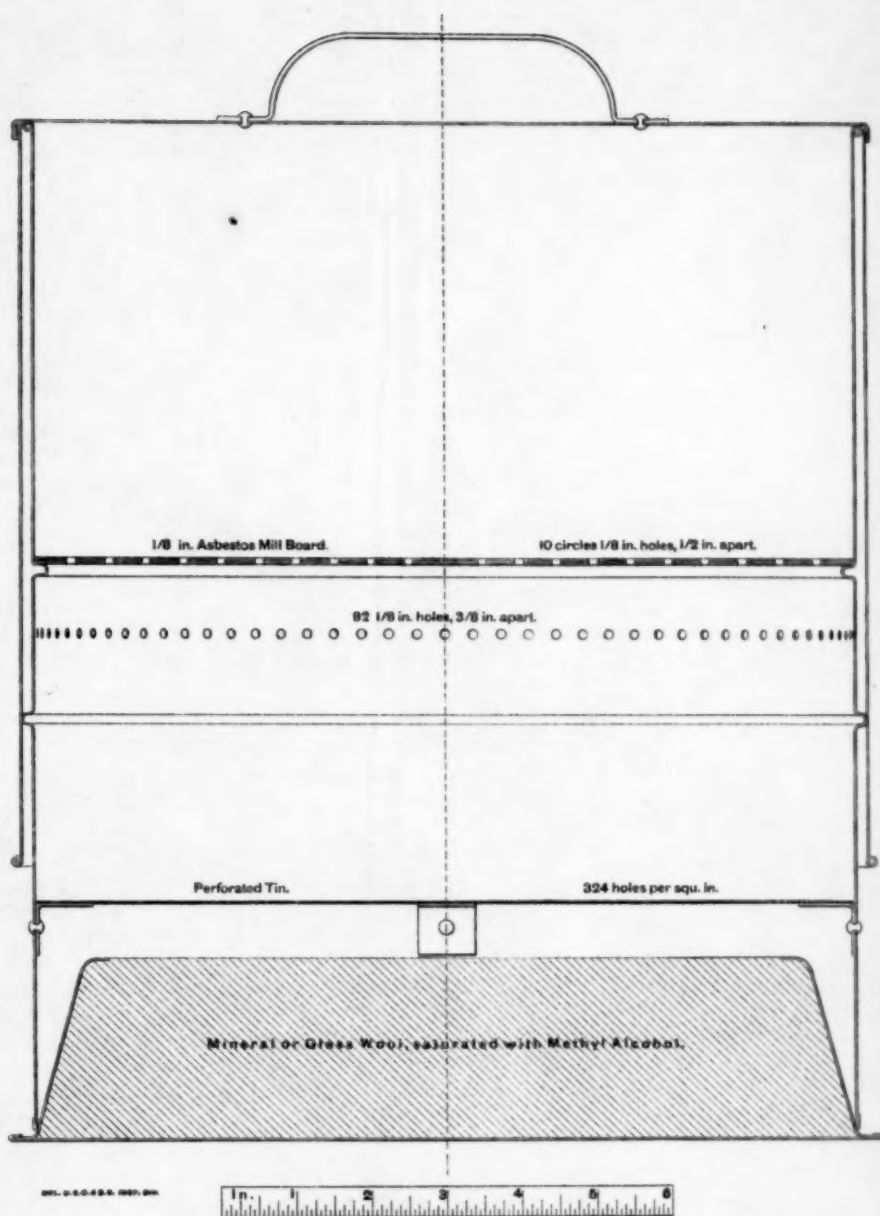 1/8 in. Asbestos Mill Board. 10 circles 1/8 in. holes, 1/2 in. apart.
92 1/8 in. holes, 3/8 in. apart.
Perforated Tin. 324 holes per squ. in.
Mineral or Glass Wool, saturated with Methyl Alcohol.
In. 1 2 3 4 5 6